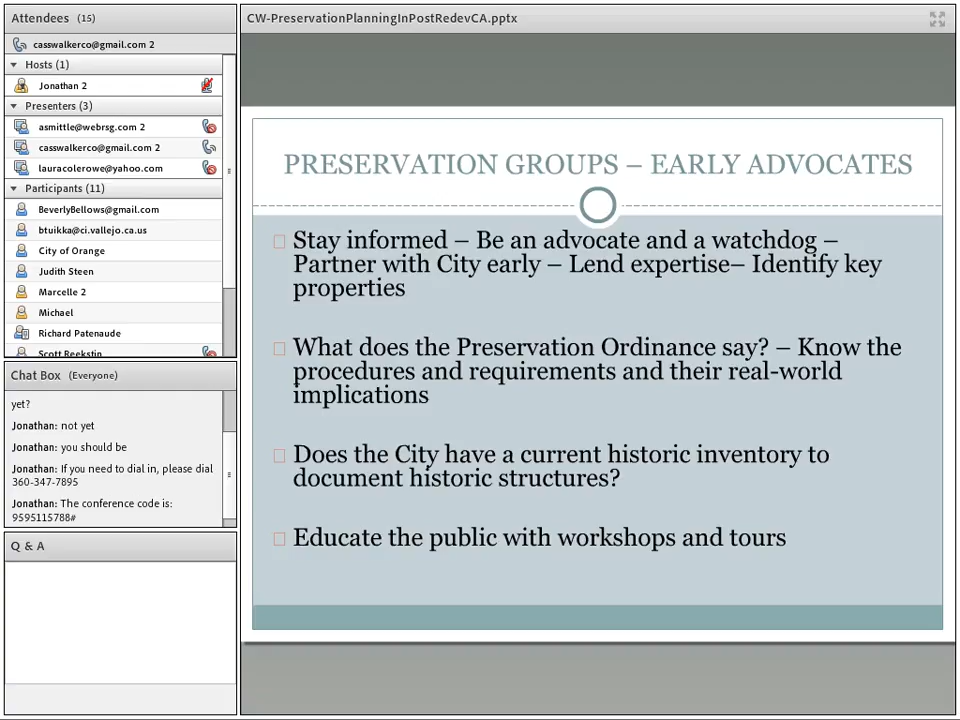 Attendees (15)
casswalkerco@gmail.com 2
Hosts (1)
Jonathan 2
Presenters (3)
asmittle@webrsg.com 2
casswalkerco@gmail.com 2
lauracolerowe@yahoo.com
Participants (11)
BeverlyBellows@gmail.com
btuikka@ci.vallejo.ca.us
City of Orange
Judith Steen
Marcelle 2
Michael
Richard Patenaude
Scott Reekstin
Chat Box (Everyone)
yet?
Jonathan: not yet
Jonathan: you should be
Jonathan: If you need to dial in, please dial
360-347-7895
Jonathan: The conference code is:
9595115788#
Q & A
CW-PreservationPlanningInPostRedevCA.pptx
PRESERVATION GROUPS – EARLY ADVOCATES
Stay informed – Be an advocate and a watchdog –
Partner with City early – Lend expertise– Identify key
properties
What does the Preservation Ordinance say? – Know the
procedures and requirements and their real-world
implications
Does the City have a current historic inventory to
document historic structures?
Educate the public with workshops and tours